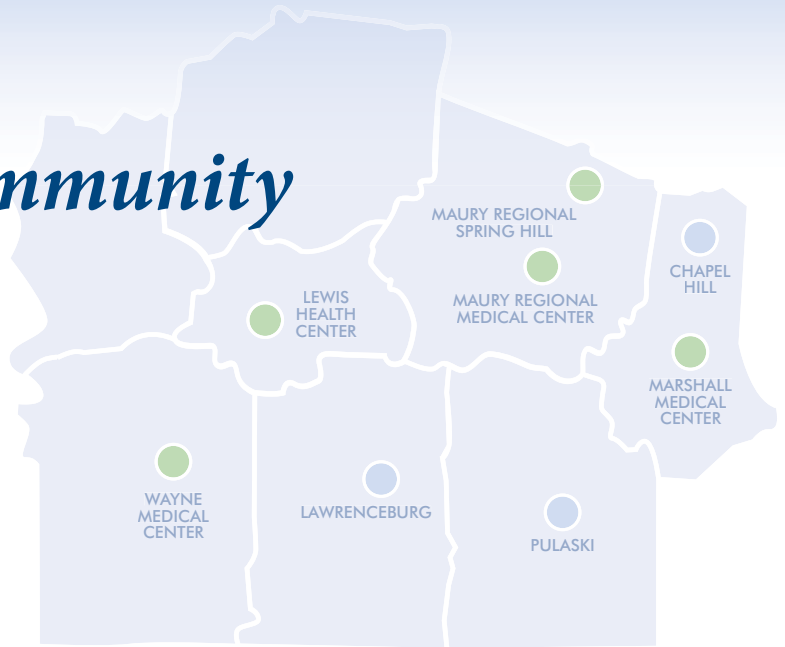 mmunity
MAURY REGIONAL
SPRING HILL
CHAPEL
HILL
LEWIS
HEALTH
CENTER
MAURY REGIONAL
MEDICAL CENTER
MARSHALL
MEDICAL
CENTER
WAYNE
MEDICAL
CENTER
LAWRENCEBURG
PULASKI